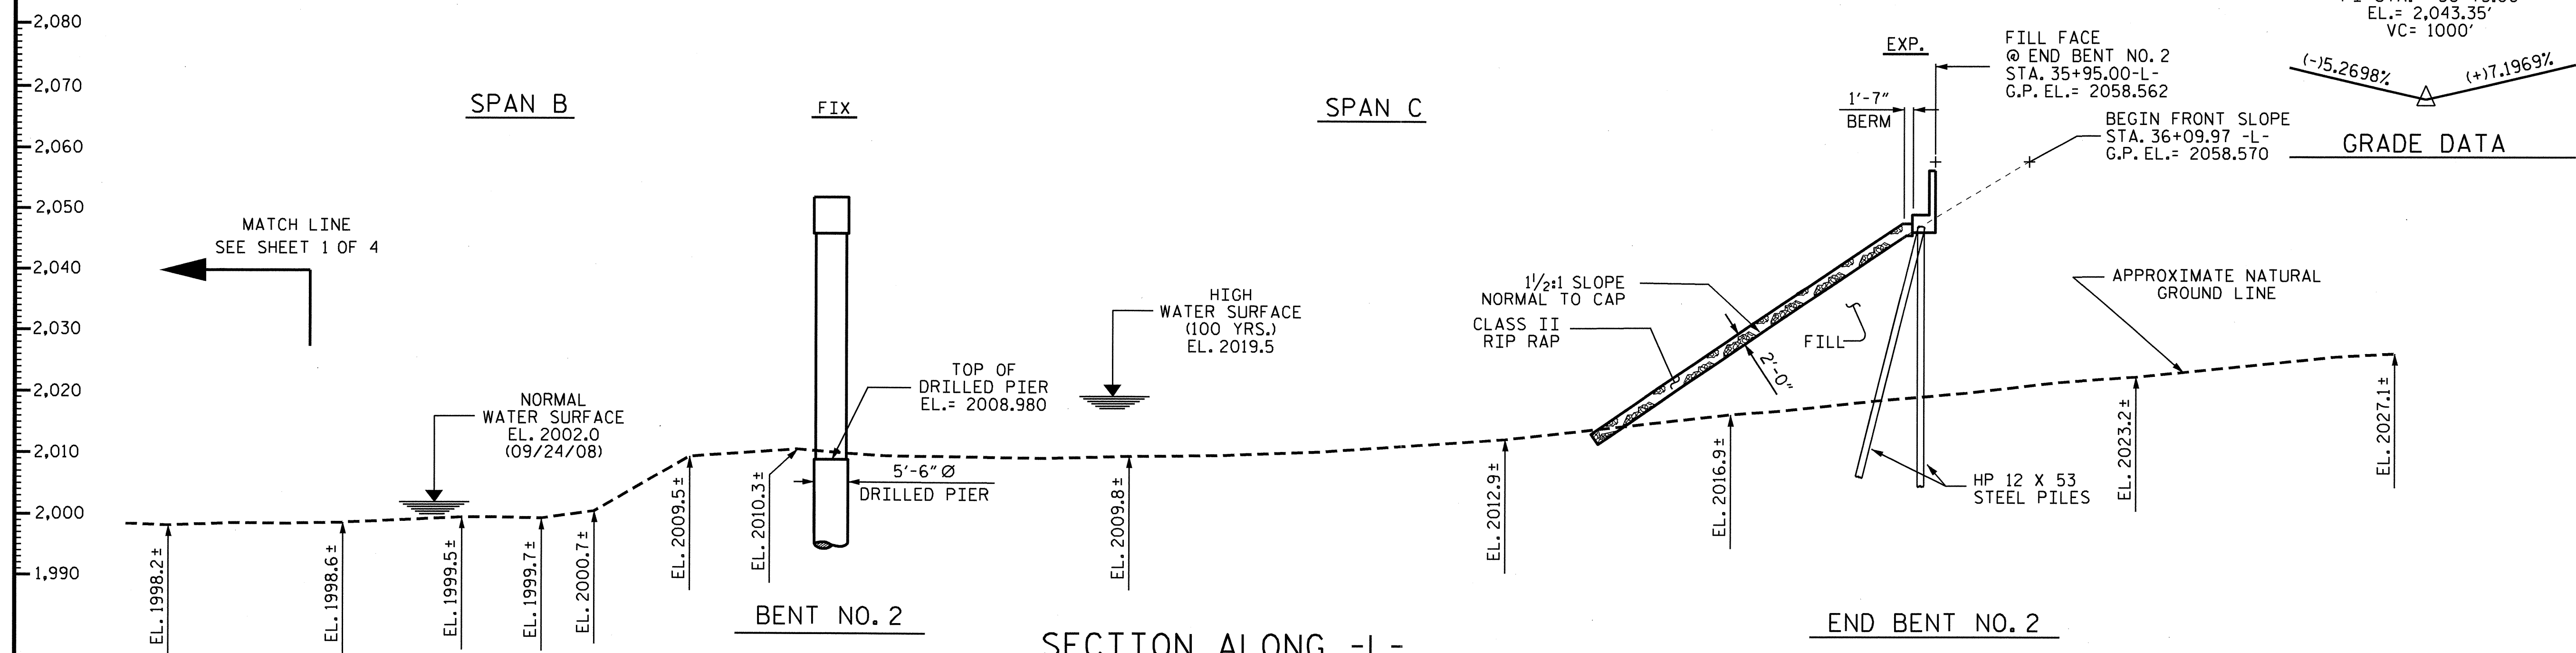 2,080
2,070
2,060
2,050
2,040
2,030
2,020
2,010
2,000
1,990
SPAN B
FIX
SPAN C
EXP.
1'-7"
BERM
FILL FACE
@ END BENT NO. 2
STA. 35+95.00-L-
G.P. EL.= 2058.562
BEGIN FRONT SLOPE
STA. 36+09.97 -L-
G.P. EL.= 2058.570
EL.= 2,043.35'
VC= 1000'
(-)5.2698%
(+)7.1969%
GRADE DATA
MATCH LINE
SEE SHEET 1 OF 4
NORMAL
WATER SURFACE
EL. 2002.0
(09/24/08)
TOP OF
DRILLED PIER
EL.= 2008.980
5'-6" Ø
DRILLED PIER
HIGH
WATER SURFACE
(100 YRS.)
EL. 2019.5
1½:1 SLOPE
NORMAL TO CAP
CLASS II
RIP RAP
2'-0"
FILL
APPROXIMATE NATURAL
GROUND LINE
HP 12 X 53
STEEL PILES
EL. 1998.2±
EL. 1998.6±
EL. 1999.5±
EL. 1999.7±
EL. 2000.7±
EL. 2009.5±
EL. 2010.3±
EL. 2009.8±
EL. 2012.9±
EL. 2016.9±
EL. 2023.2±
EL. 2027.1±
BENT NO. 2
END BENT NO. 2
SECTION ALONG -L-